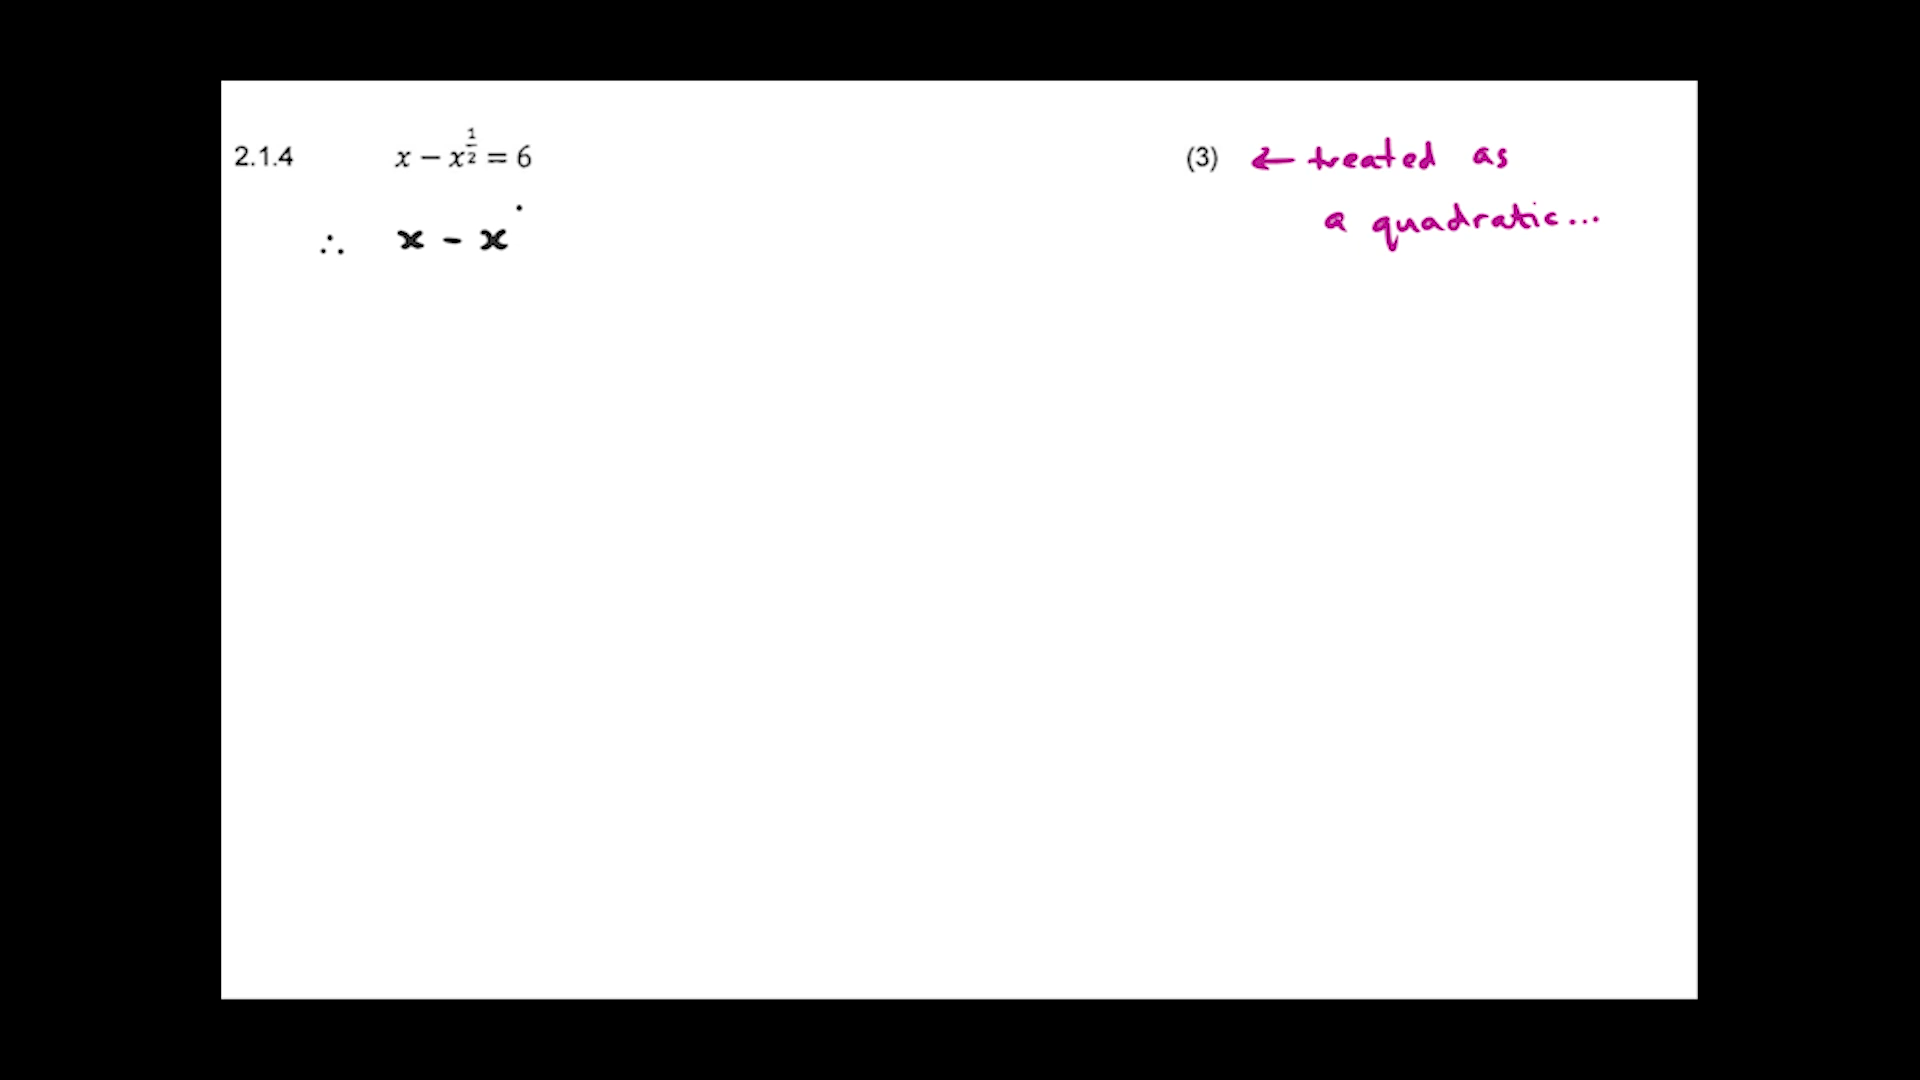 2.1.4 x − x^{1/2} = 6 (3) ← treated as
a quadratic...
∴ x - x